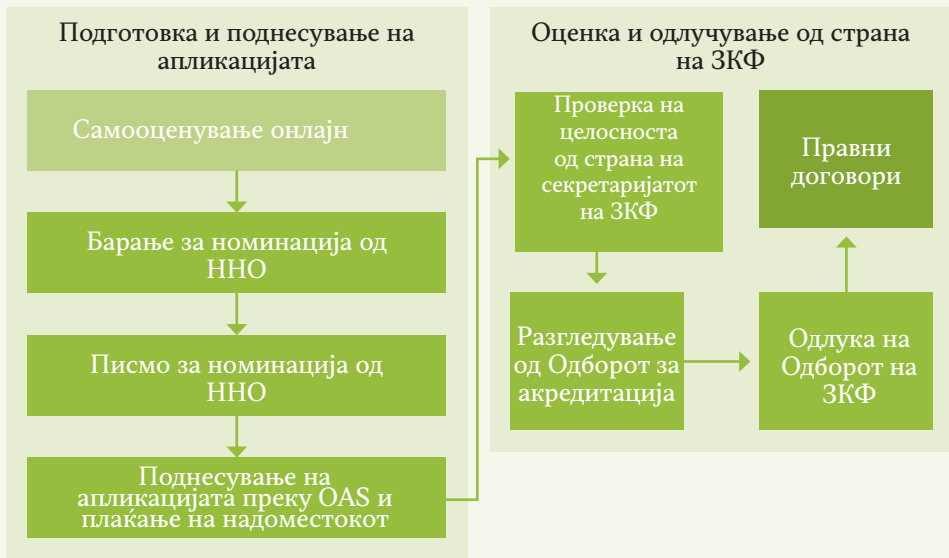 Подготовка и поднесување на
апликацијата
Самооценување онлајн
Барање за номинација од
ННО
Писмо за номинација од
ННО
Поднесување на
апликацијата преку OAS и
плаќање на надоместокот
Оценка и одлучување од страна
на ЗКФ
Проверка на
целосноста
од страна на
секретаријатот
на ЗКФ
Разгледување
од Одборот за
акредитација
Одлука на
Одборот на
ЗКФ
Правни
договори